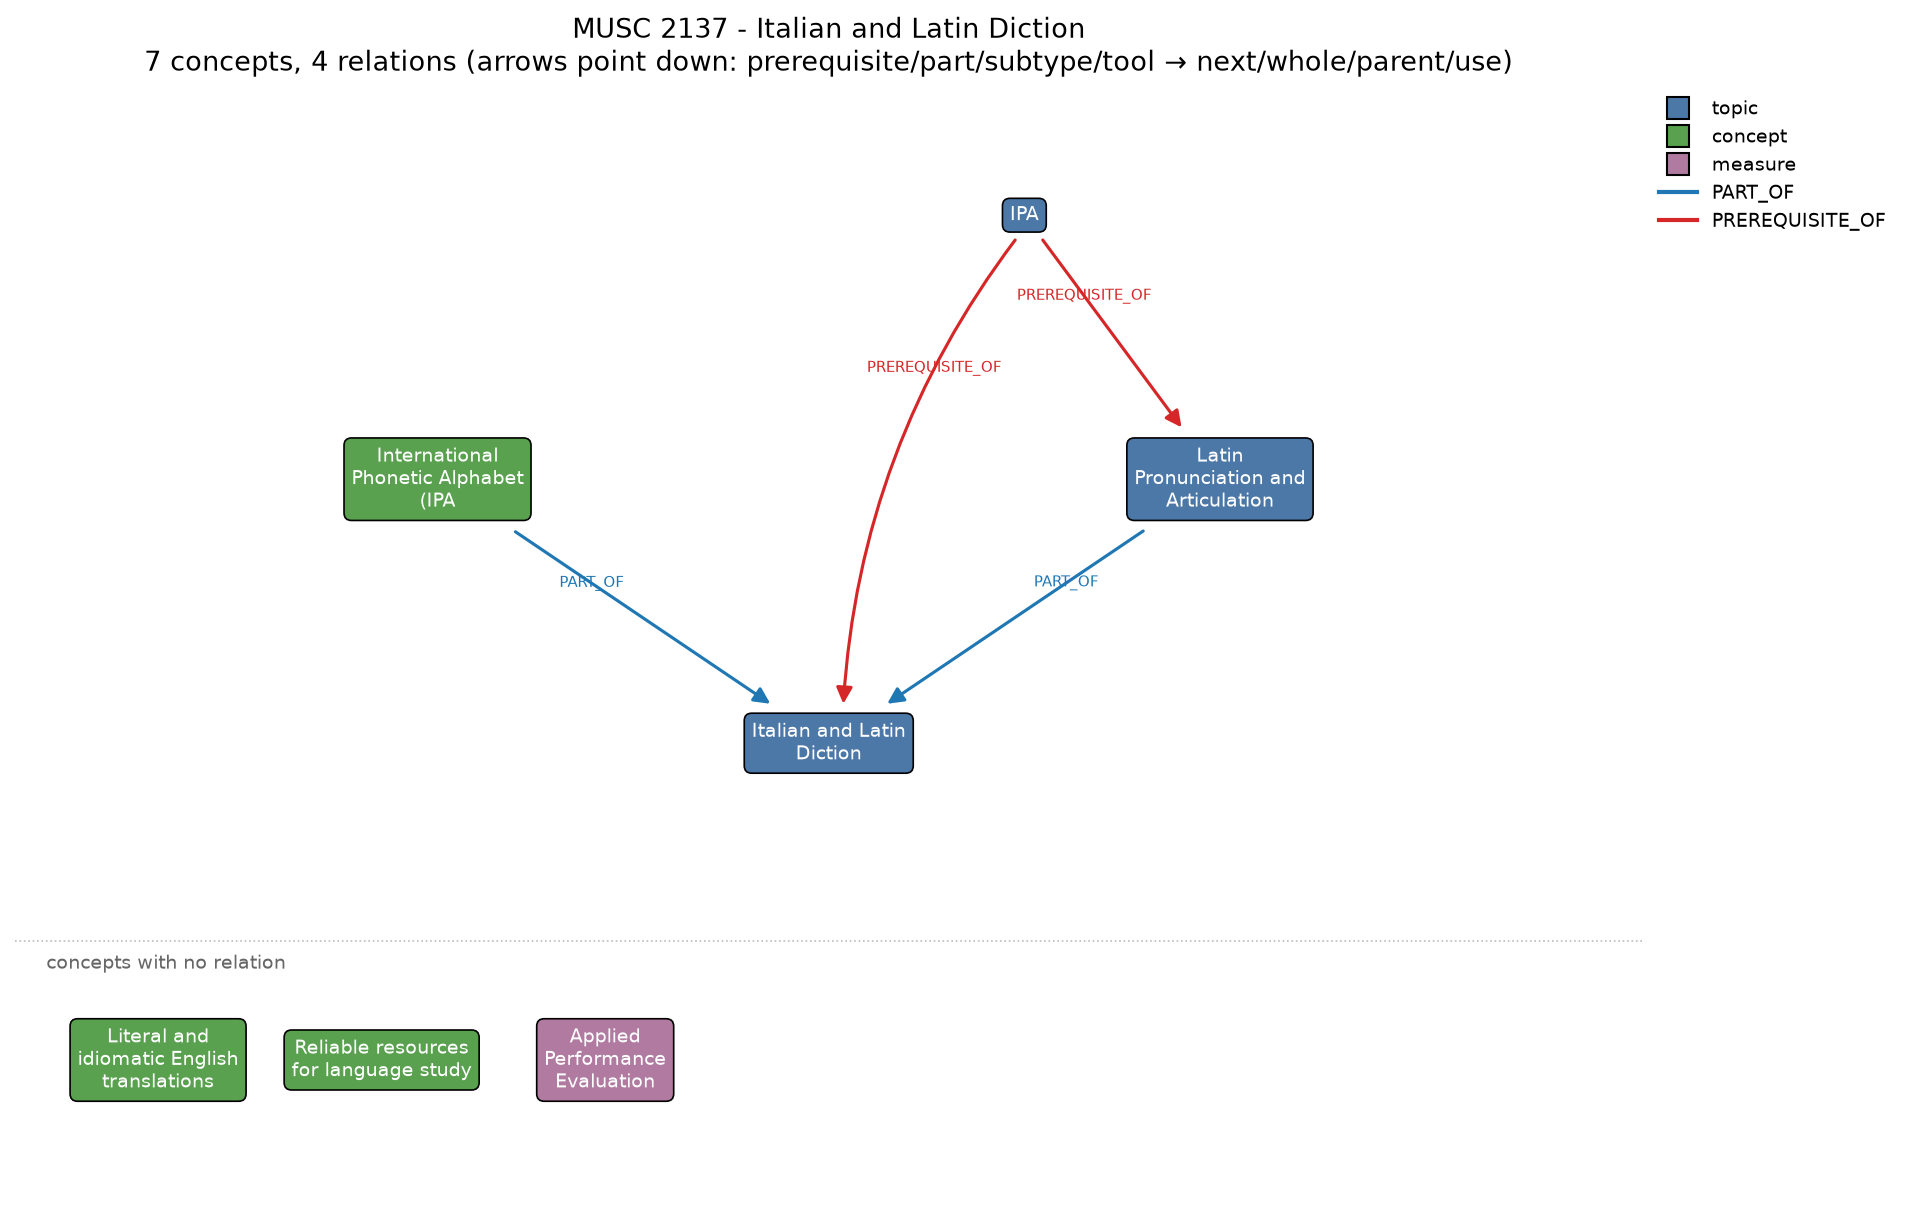 MUSC 2137 - Italian and Latin Diction
7 concepts, 4 relations (arrows point down: prerequisite/part/subtype/tool → next/whole/parent/use)
topic
concept
measure
PART_OF
PREREQUISITE_OF
IPA
PREREQUISITE_OF
PREREQUISITE_OF
International
Phonetic Alphabet
(IPA
Latin
Pronunciation and
Articulation
PART_OF
PART_OF
Italian and Latin
Diction
concepts with no relation
Literal and
idiomatic English
translations
Reliable resources
for language study
Applied
Performance
Evaluation